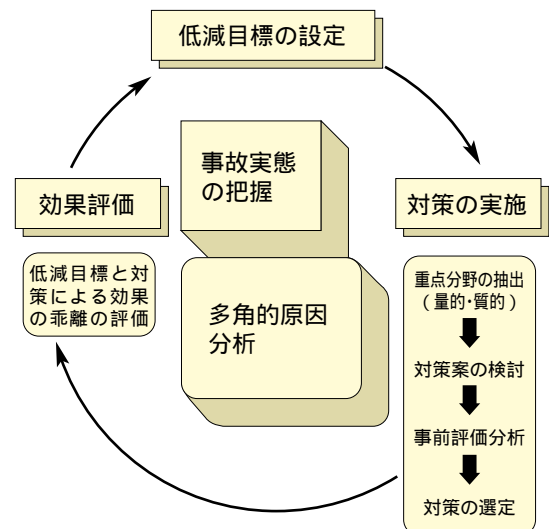 低減目標の設定
事故実態
の把握
効果評価
対策の実施
低減目標と対
策による効果
の乖離の評価
多角的原因
分析
重点分野の抽出
（量的・質的）
対策案の検討
事前評価分析
対策の選定